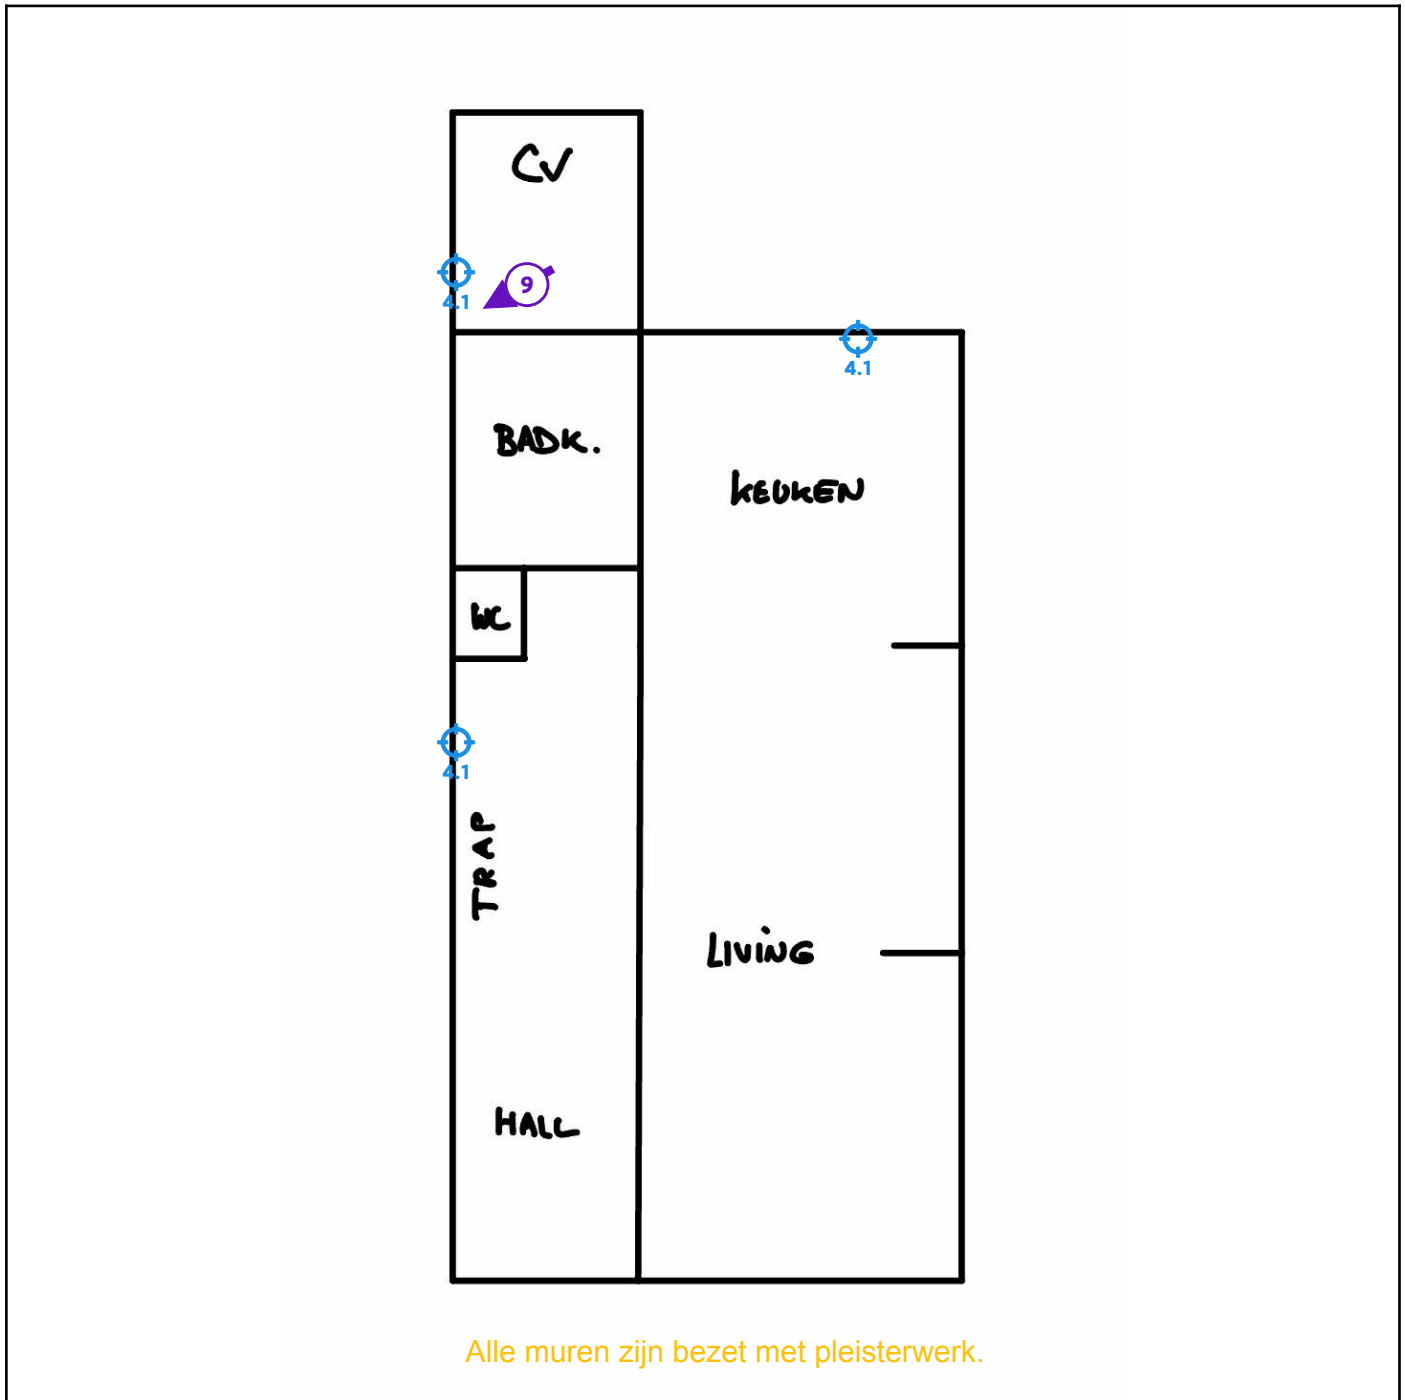 CV
4.1
9
4.1
BADK.
KEUKEN
WC
4.1
TRAP
LIVING
HALL
Alle muren zijn bezet met pleisterwerk.